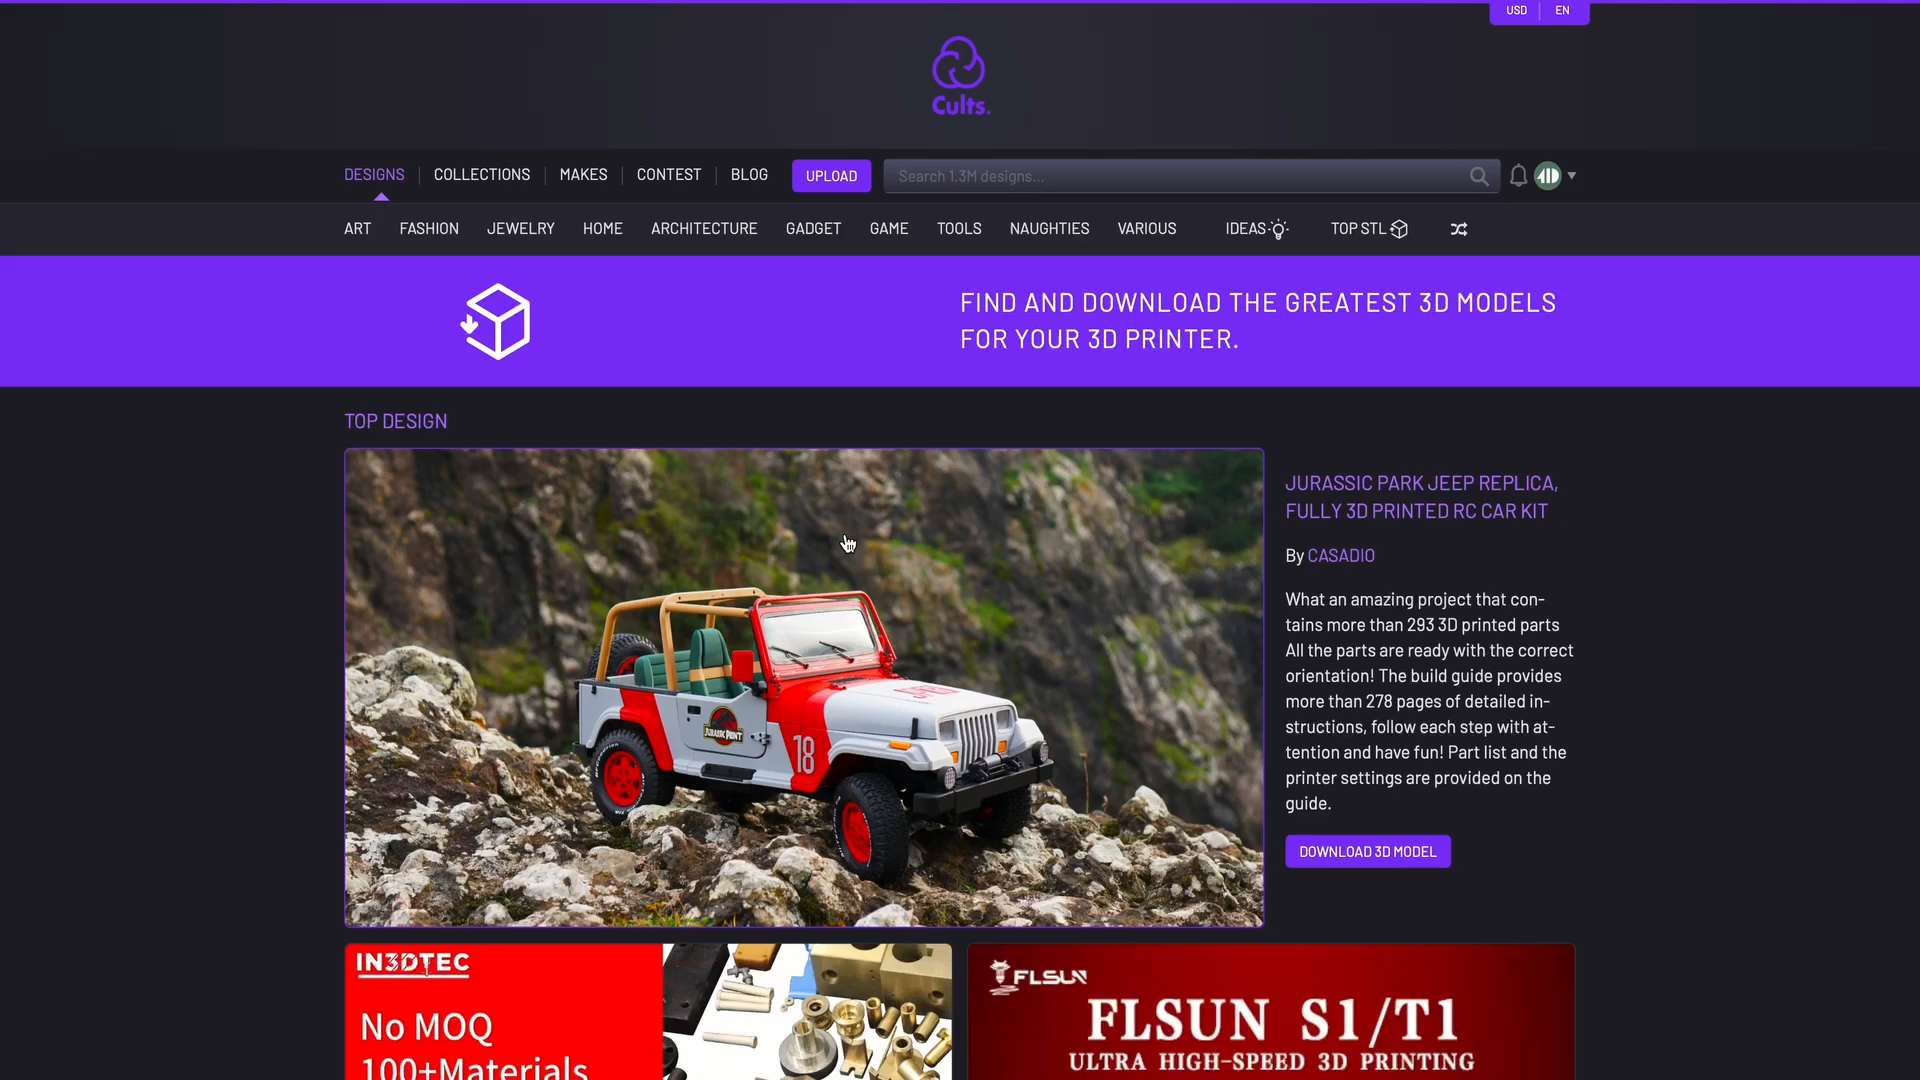 USD
EN
Cults.
DESIGNS
COLLECTIONS
MAKES
CONTEST
BLOG
UPLOAD
Search 1.3M designs...
ART
FASHION
JEWELRY
HOME
ARCHITECTURE
GADGET
GAME
TOOLS
NAUGHTIES
VARIOUS
IDEAS
TOP STL
FIND AND DOWNLOAD THE GREATEST 3D MODELS
FOR YOUR 3D PRINTER.
TOP DESIGN
JURASSIC PRINT
18
JURASSIC PARK JEEP REPLICA,
FULLY 3D PRINTED RC CAR KIT
By CASADIO
What an amazing project that con-
tains more than 293 3D printed parts
All the parts are ready with the correct
orientation! The build guide provides
more than 278 pages of detailed in-
structions, follow each step with at-
tention and have fun! Part list and the
printer settings are provided on the
guide.
DOWNLOAD 3D MODEL
IN3DTEC
No MOQ
100+Materials
FLSUN
FLSUN S1/T1
ULTRA HIGH-SPEED 3D PRINTING